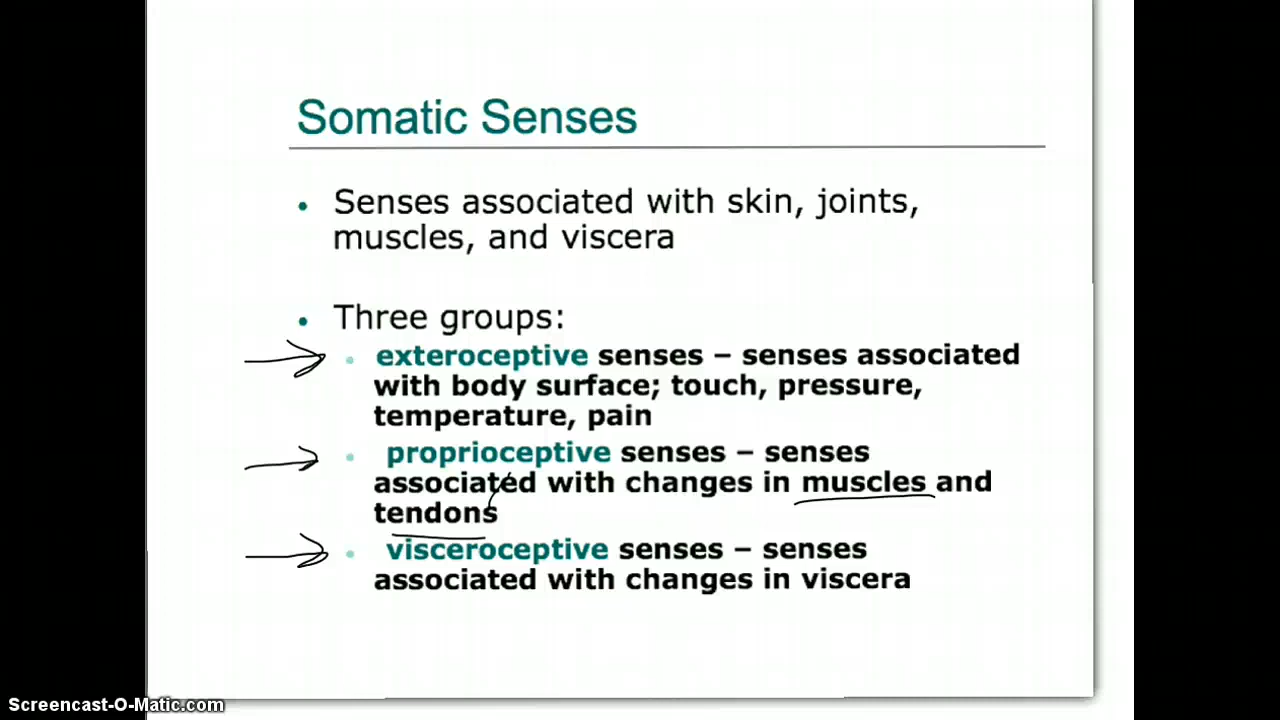 Somatic Senses
• Senses associated with skin, joints,
muscles, and viscera
• Three groups:
• exteroceptive senses – senses associated
with body surface; touch, pressure,
temperature, pain
• proprioceptive senses – senses
associated with changes in muscles and
tendons
• visceroceptive senses – senses
associated with changes in viscera
Screencast-O-Matic.com